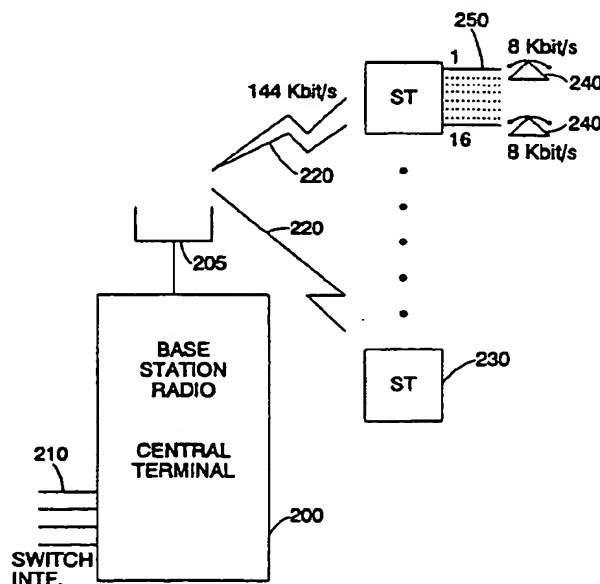 250
1
8 Kbit/s
240
144 Kbit/s
ST
240
16
8 Kbit/s
220
220
205
BASE
STATION
RADIO
CENTRAL
TERMINAL
ST
230
210
200
SWITCH
INTF.